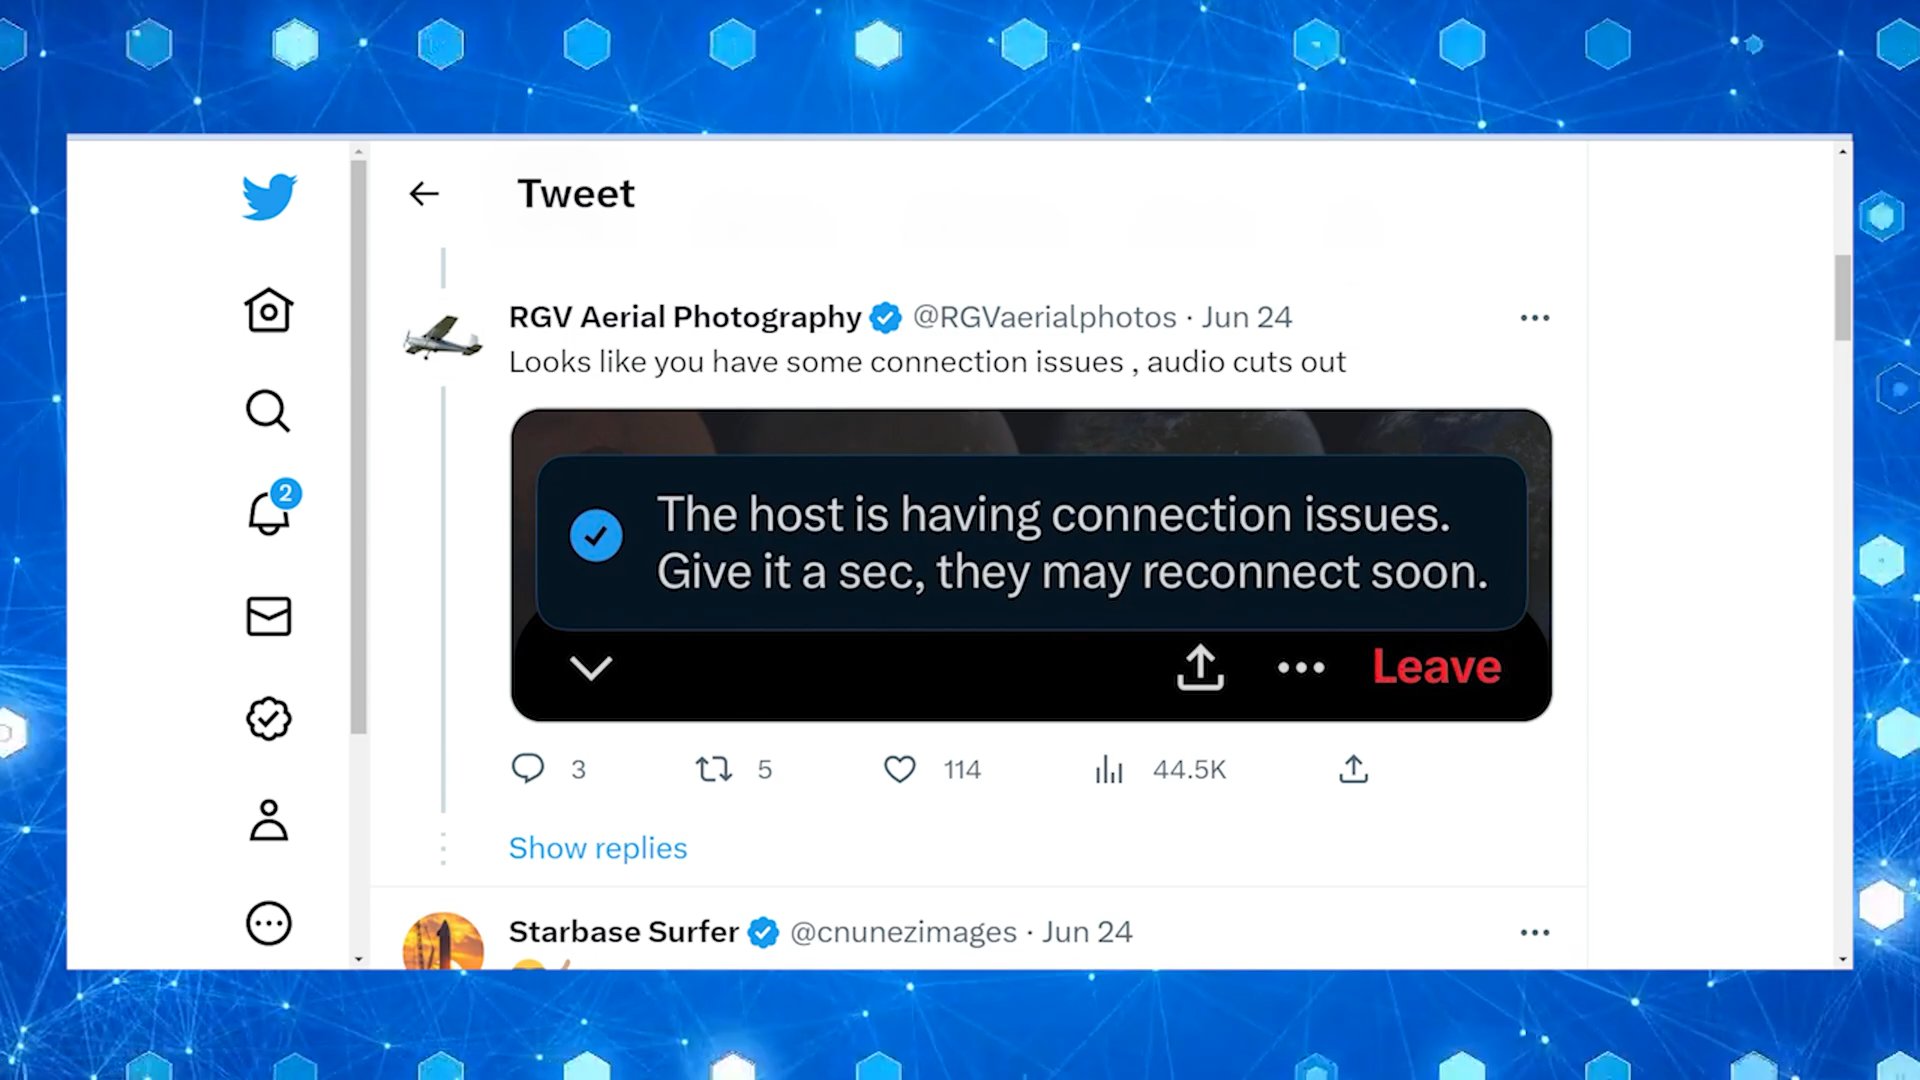 Tweet
RGV Aerial Photography @RGVaerialphotos · Jun 24
Looks like you have some connection issues , audio cuts out
2
The host is having connection issues.
Give it a sec, they may reconnect soon.
Leave
3 5 114 44.5K
Show replies
Starbase Surfer @cnunezimages · Jun 24